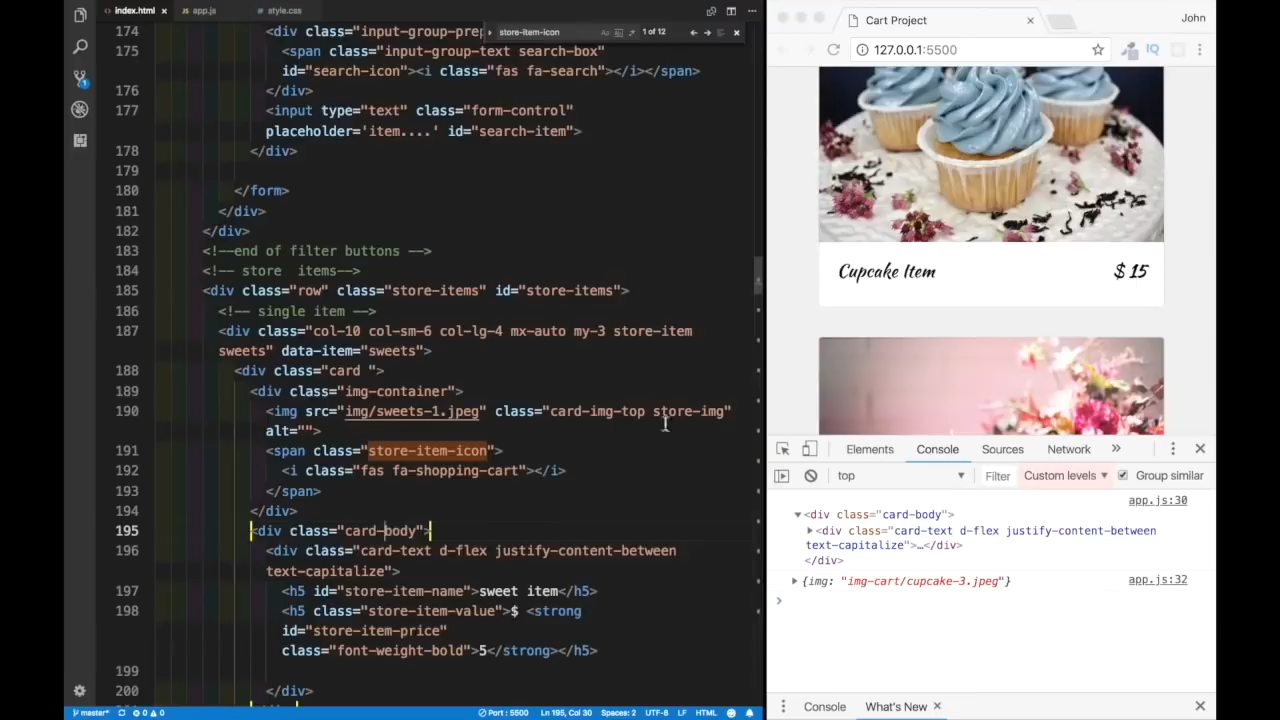 index.html ×
app.js
style.css
174 <div class="input-group-prep
store-item-icon
1 of 12
175 <span class="input-group-text search-box"
id="search-icon"><i class="fas fa-search"></i></span>
176 </div>
177 <input type="text" class="form-control"
placeholder='item....' id="search-item">
178 </div>
179
180 </form>
181 </div>
182 </div>
183 <!--end of filter buttons -->
184 <!-- store  items-->
185 <div class="row" class="store-items" id="store-items">
186 <!-- single item -->
187 <div class="col-10 col-sm-6 col-lg-4 mx-auto my-3 store-item
sweets" data-item="sweets">
188 <div class="card ">
189 <div class="img-container">
190 <img src="img/sweets-1.jpeg" class="card-img-top store-img"
alt="">
191 <span class="store-item-icon">
192 <i class="fas fa-shopping-cart"></i>
193 </span>
194 </div>
195 <div class="card-body">
196 <div class="card-text d-flex justify-content-between
text-capitalize">
197 <h5 id="store-item-name">sweet item</h5>
198 <h5 class="store-item-value">$ <strong
id="store-item-price"
class="font-weight-bold">5</strong></h5>
199
200 </div>
master*
0 0
Port : 5500
Ln 195, Col 30
Spaces: 2
UTF-8
LF
HTML
Cart Project ×
John
127.0.0.1:5500
IQ
Cupcake Item
$ 15
Elements
Console
Sources
Network
»
top
Filter
Custom levels
Group similar
app.js:30
<div class="card-body">
<div class="card-text d-flex justify-content-between
text-capitalize">…</div>
</div>
{img: "img-cart/cupcake-3.jpeg"}
app.js:32
Console
What's New ×